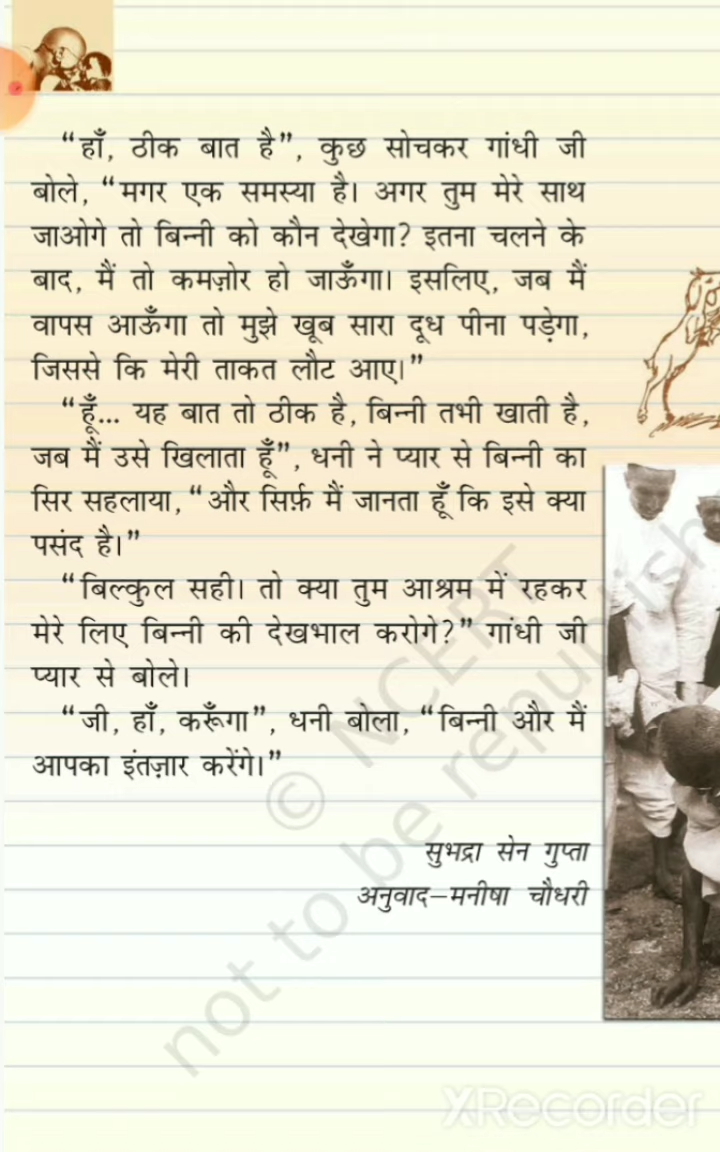 “हाँ, ठीक बात है”, कुछ सोचकर गांधी जी
बोले, “मगर एक समस्या है। अगर तुम मेरे साथ
जाओगे तो बिन्नी को कौन देखेगा? इतना चलने के
बाद, मैं तो कमज़ोर हो जाऊँगा। इसलिए, जब मैं
वापस आऊँगा तो मुझे खूब सारा दूध पीना पड़ेगा,
जिससे कि मेरी ताकत लौट आए।”
“हूँ... यह बात तो ठीक है, बिन्नी तभी खाती है,
जब मैं उसे खिलाता हूँ”, धनी ने प्यार से बिन्नी का
सिर सहलाया, “और सिर्फ़ मैं जानता हूँ कि इसे क्या
पसंद है।”
“बिल्कुल सही। तो क्या तुम आश्रम में रहकर
मेरे लिए बिन्नी की देखभाल करोगे?” गांधी जी
प्यार से बोले।
“जी, हाँ, करूँगा”, धनी बोला, “बिन्नी और मैं
आपका इंतज़ार करेंगे।”
सुभद्रा सेन गुप्ता
अनुवाद–मनीषा चौधरी
© NCERT
not to be republish
XRecorder